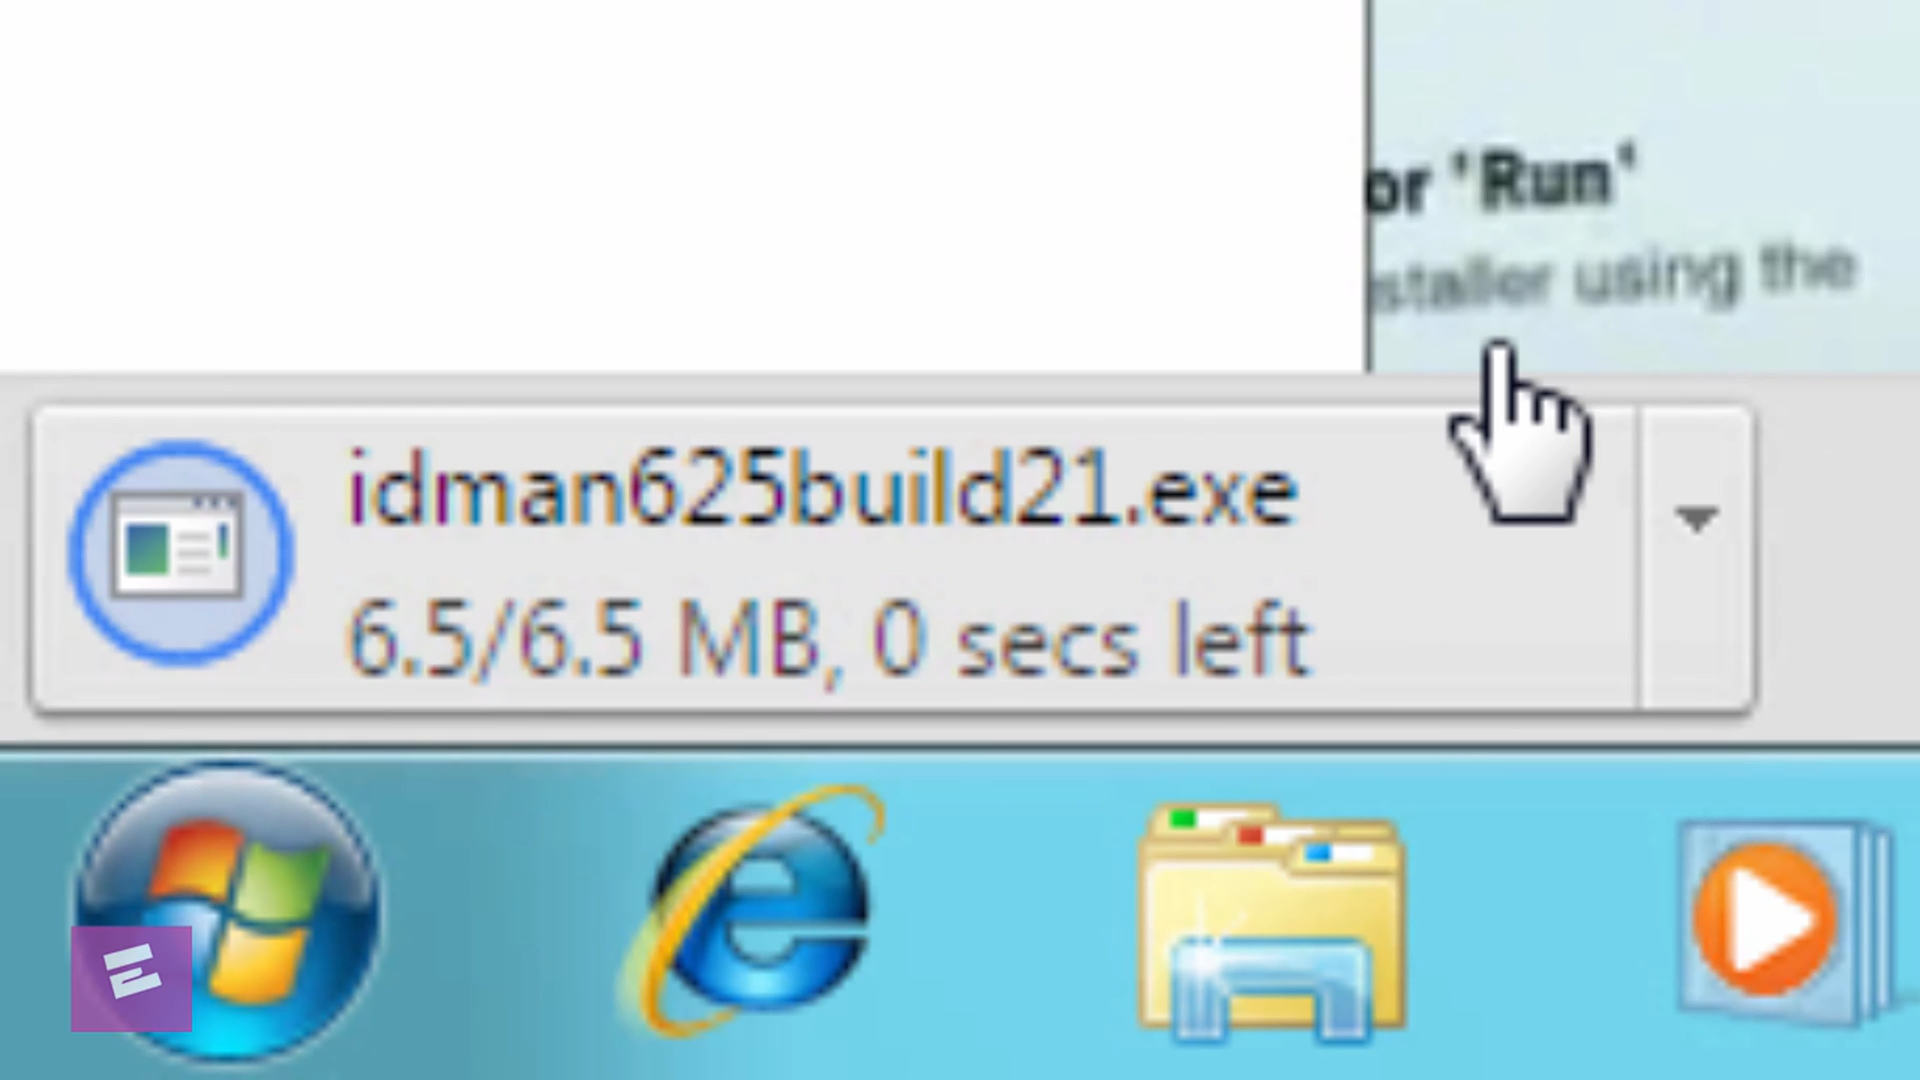 or 'Run'
staller using the
idman625build21.exe
6.5/6.5 MB, 0 secs left